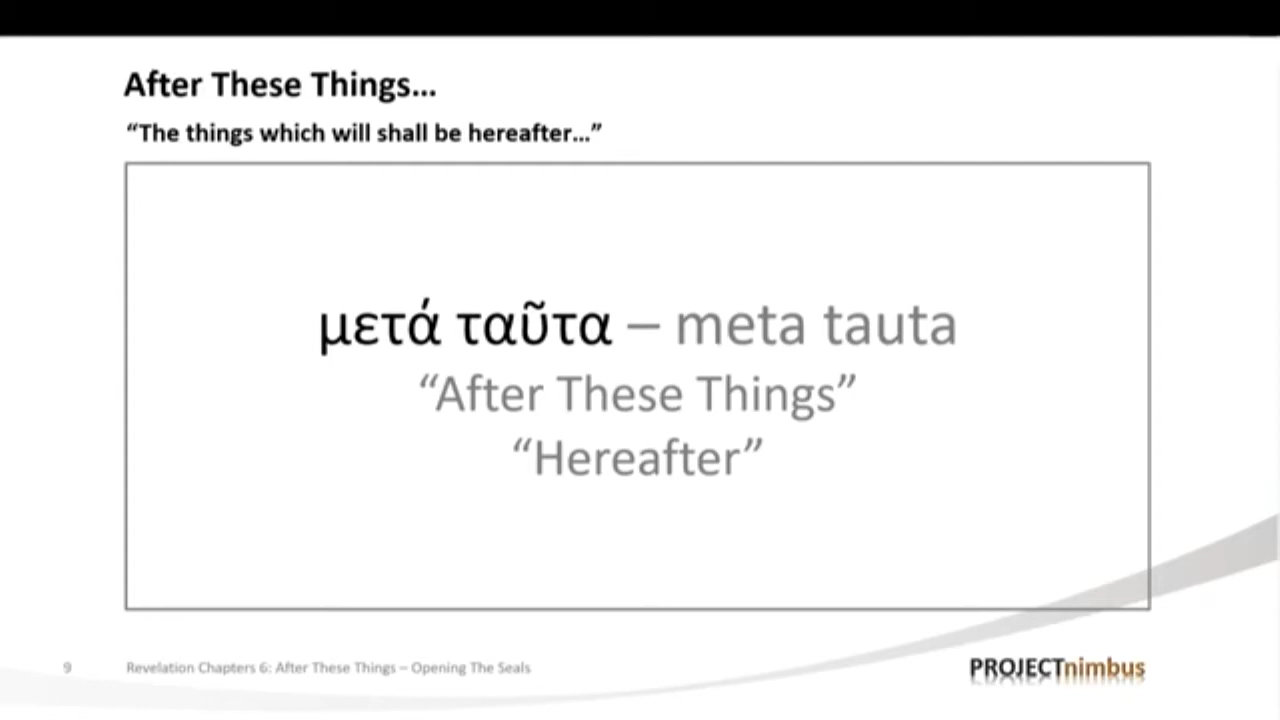 After These Things…
“The things which will shall be hereafter…”
μετά ταῦτα – meta tauta
“After These Things”
“Hereafter”
9 Revelation Chapters 6: After These Things – Opening The Seals
PROJECTnimbus